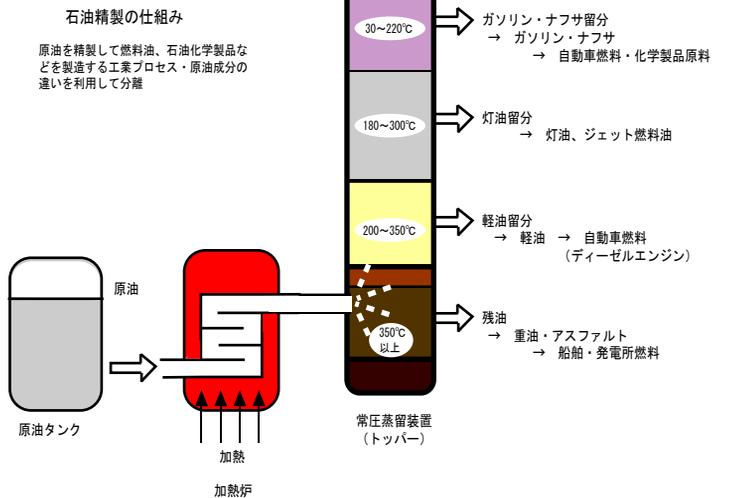 石油精製の仕組み
原油を精製して燃料油、石油化学製品な
どを製造する工業プロセス・原油成分の
違いを利用して分離
30～220℃
ガソリン・ナフサ留分
→ ガソリン・ナフサ
→ 自動車燃料・化学製品原料
180～300℃
灯油留分
→ 灯油、ジェット燃料油
200～350℃
軽油留分
→ 軽油 → 自動車燃料
（ディーゼルエンジン）
原油
残油
→ 重油・アスファルト
→ 船舶・発電所燃料
350℃
以上
原油タンク
常圧蒸留装置
（トッパー）
加熱
加熱炉